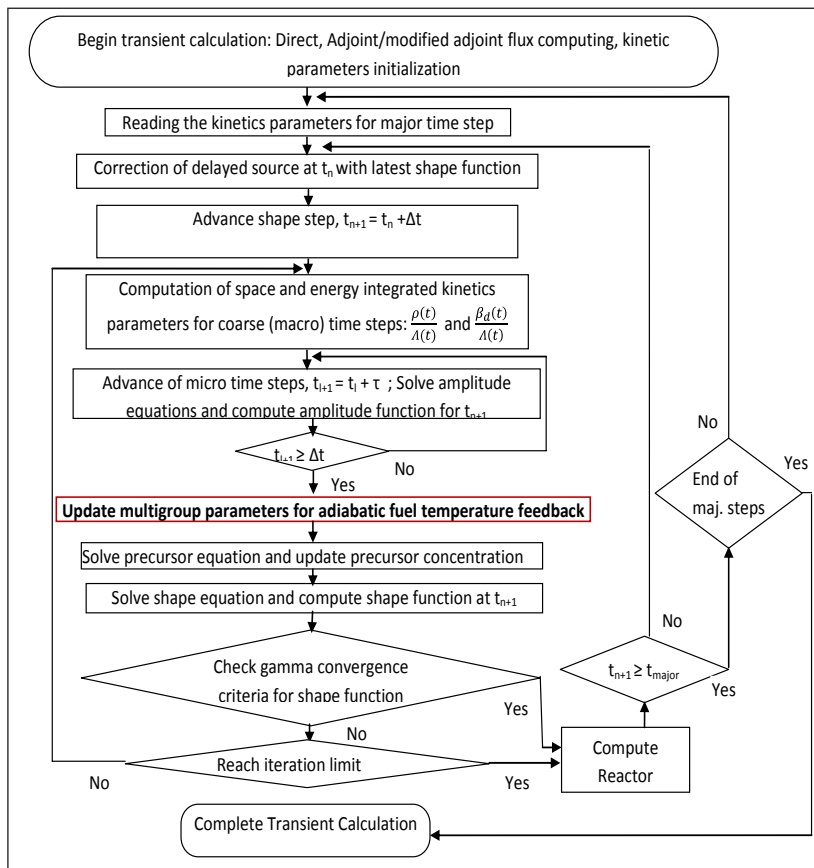 Begin transient calculation: Direct, Adjoint/modified adjoint flux computing, kinetic
parameters initialization
Reading the kinetics parameters for major time step
Correction of delayed source at tₙ with latest shape function
Advance shape step, tₙ₊₁ = tₙ +Δt
Computation of space and energy integrated kinetics
parameters for coarse (macro) time steps: ρ(t)/Λ(t) and β_d(t)/Λ(t)
Advance of micro time steps, tₗ₊₁ = tₗ + τ ; Solve amplitude
equations and compute amplitude function for tₙ₊₁
tₗ₊₁ ≥ Δt
No
Yes
Update multigroup parameters for adiabatic fuel temperature feedback
Solve precursor equation and update precursor concentration
Solve shape equation and compute shape function at tₙ₊₁
Check gamma convergence
criteria for shape function
Yes
No
Reach iteration limit
No
Yes
Compute
Reactor
tₙ₊₁ ≥ t_major
No
Yes
End of
maj. steps
No
Yes
Complete Transient Calculation